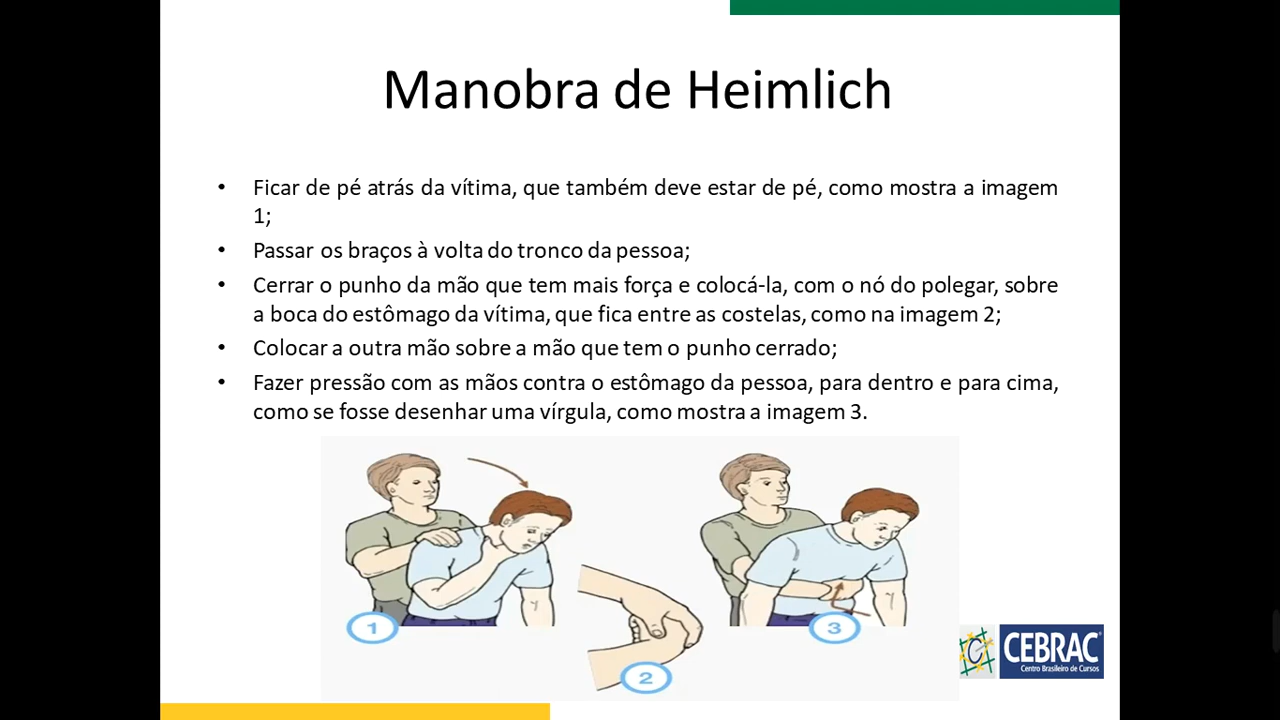 Manobra de Heimlich
• Ficar de pé atrás da vítima, que também deve estar de pé, como mostra a imagem
1;
• Passar os braços à volta do tronco da pessoa;
• Cerrar o punho da mão que tem mais força e colocá-la, com o nó do polegar, sobre
a boca do estômago da vítima, que fica entre as costelas, como na imagem 2;
• Colocar a outra mão sobre a mão que tem o punho cerrado;
• Fazer pressão com as mãos contra o estômago da pessoa, para dentro e para cima,
como se fosse desenhar uma vírgula, como mostra a imagem 3.
1
2
3
C
CEBRAC
Centro Brasileiro de Cursos